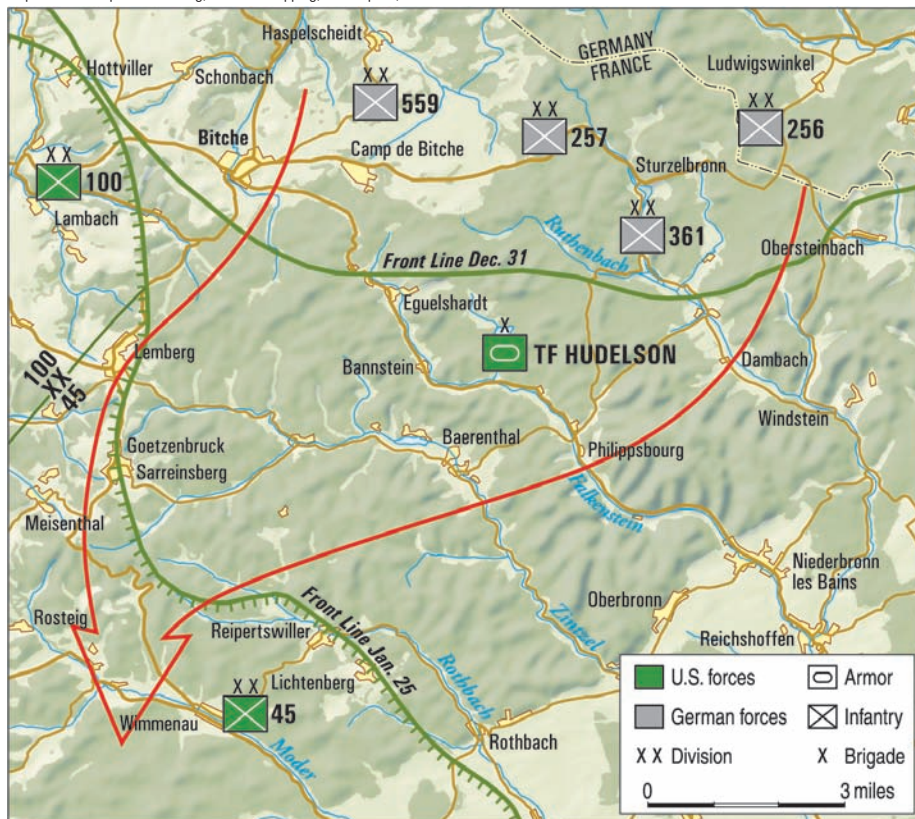 Haspelscheidt
GERMANY
FRANCE
Hottviller
Schonbach
Ludwigswinkel
X X
559
X X
257
X X
256
Bitche
Camp de Bitche
Sturzelbronn
X X
100
Lambach
X X
361
Ruthenbach
Obersteinbach
Front Line Dec. 31
Eguelshardt
X
TF HUDELSON
Lemberg
Bannstein
Dambach
100
XX
45
Windstein
Goetzenbruck
Baerenthal
Philippsbourg
Sarreinsberg
Falkenstein
Meisenthal
Niederbronn
les Bains
Zintzel
Oberbronn
Rosteig
Reipertswiller
Front Line Jan. 25
Reichshoffen
Rothbach
Lichtenberg
X X
45
Wimmenau
Moder
Rothbach
U.S. forces
Armor
German forces
Infantry
X X Division
X Brigade
0 3 miles